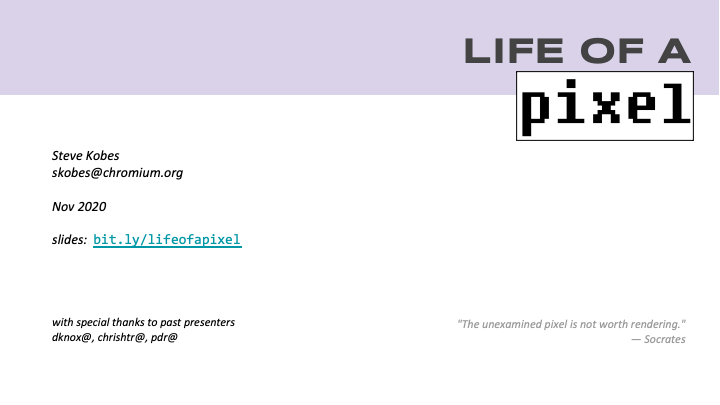 LIFE OF A
pixel
Steve Kobes
skobes@chromium.org
Nov 2020
slides: bit.ly/lifeofapixel
with special thanks to past presenters
dknox@, chrishtr@, pdr@
"The unexamined pixel is not worth rendering."
— Socrates